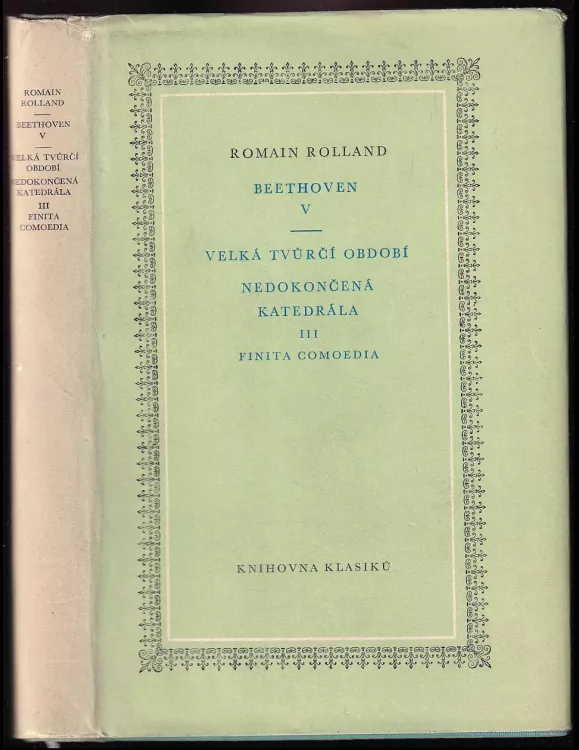 ROMAIN
ROLLAND
BEETHOVEN
V
VELKÁ TVŮRČÍ
OBDOBÍ
NEDOKONČENÁ
KATEDRÁLA
III
FINITA
COMOEDIA
ROMAIN ROLLAND
BEETHOVEN
V
VELKÁ TVŮRČÍ OBDOBÍ
NEDOKONČENÁ
KATEDRÁLA
III
FINITA COMOEDIA
KNIHOVNA KLASIKŮ